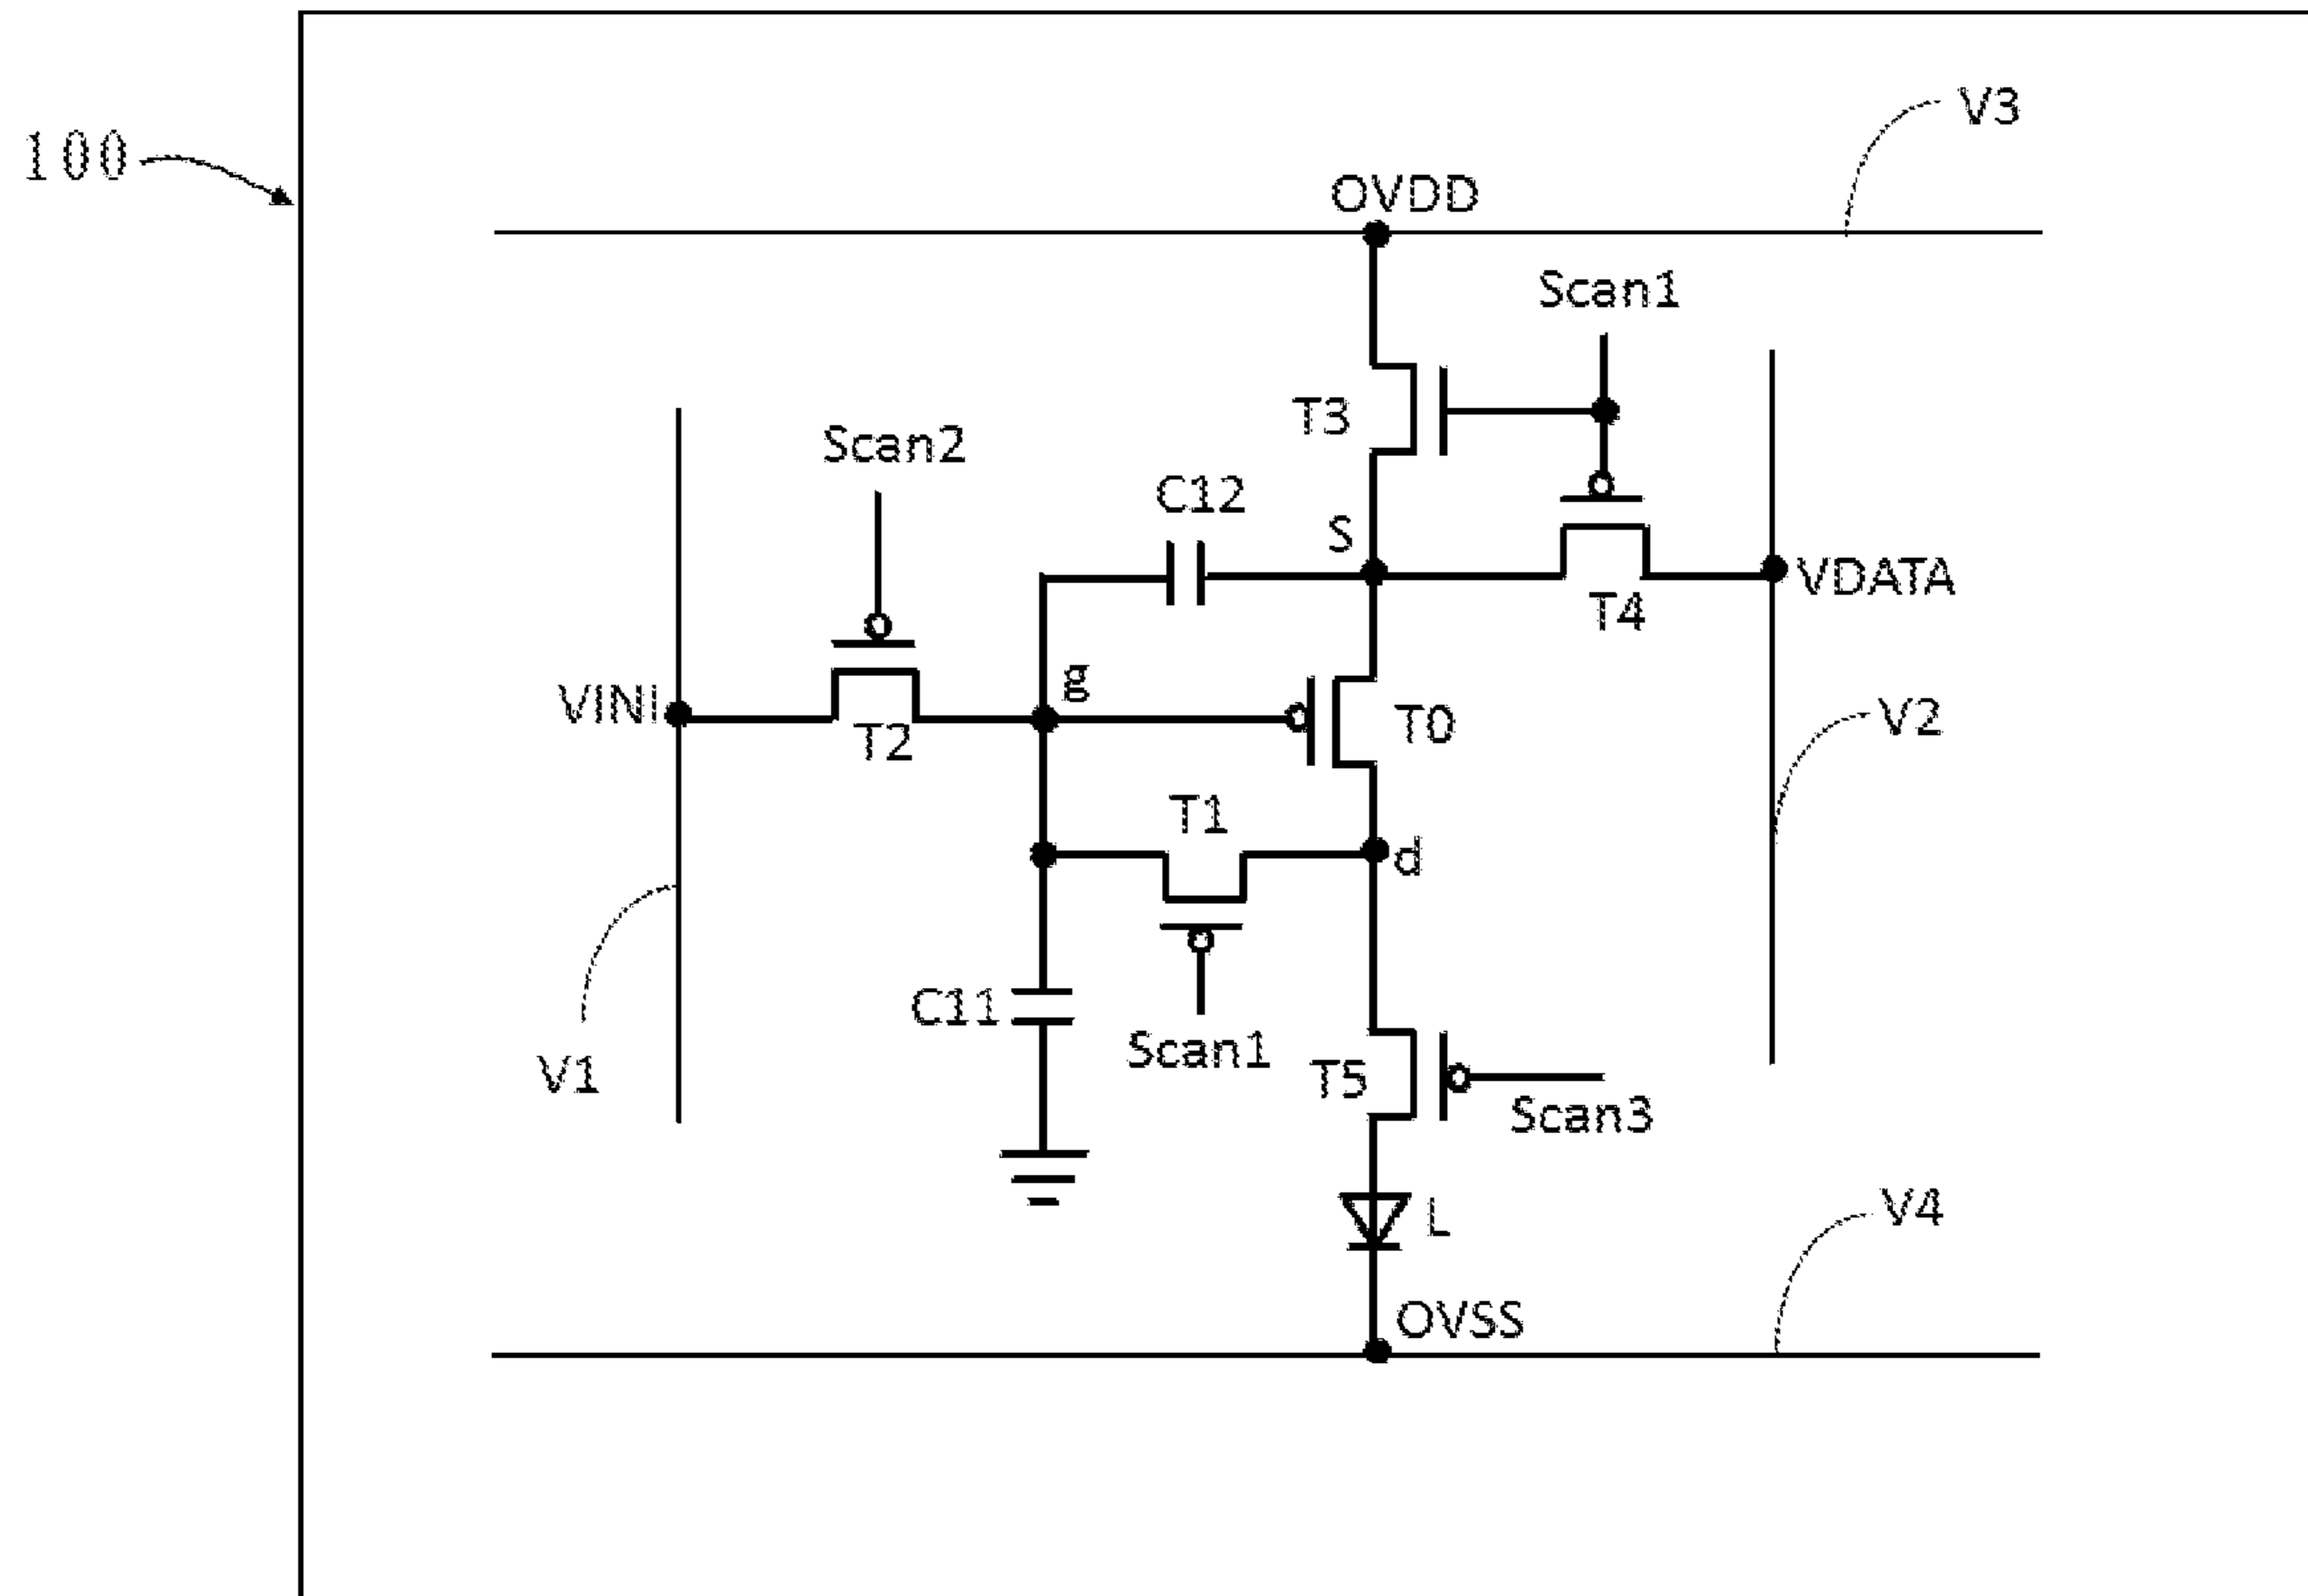 V3
100
OVDD
Scan1
T3
Scan2
C12
S
VDATA
T4
g
VINi
T0
V2
T2
T1
d
C11
Scan1
V1
T5
Scan3
L
V4
OVSS